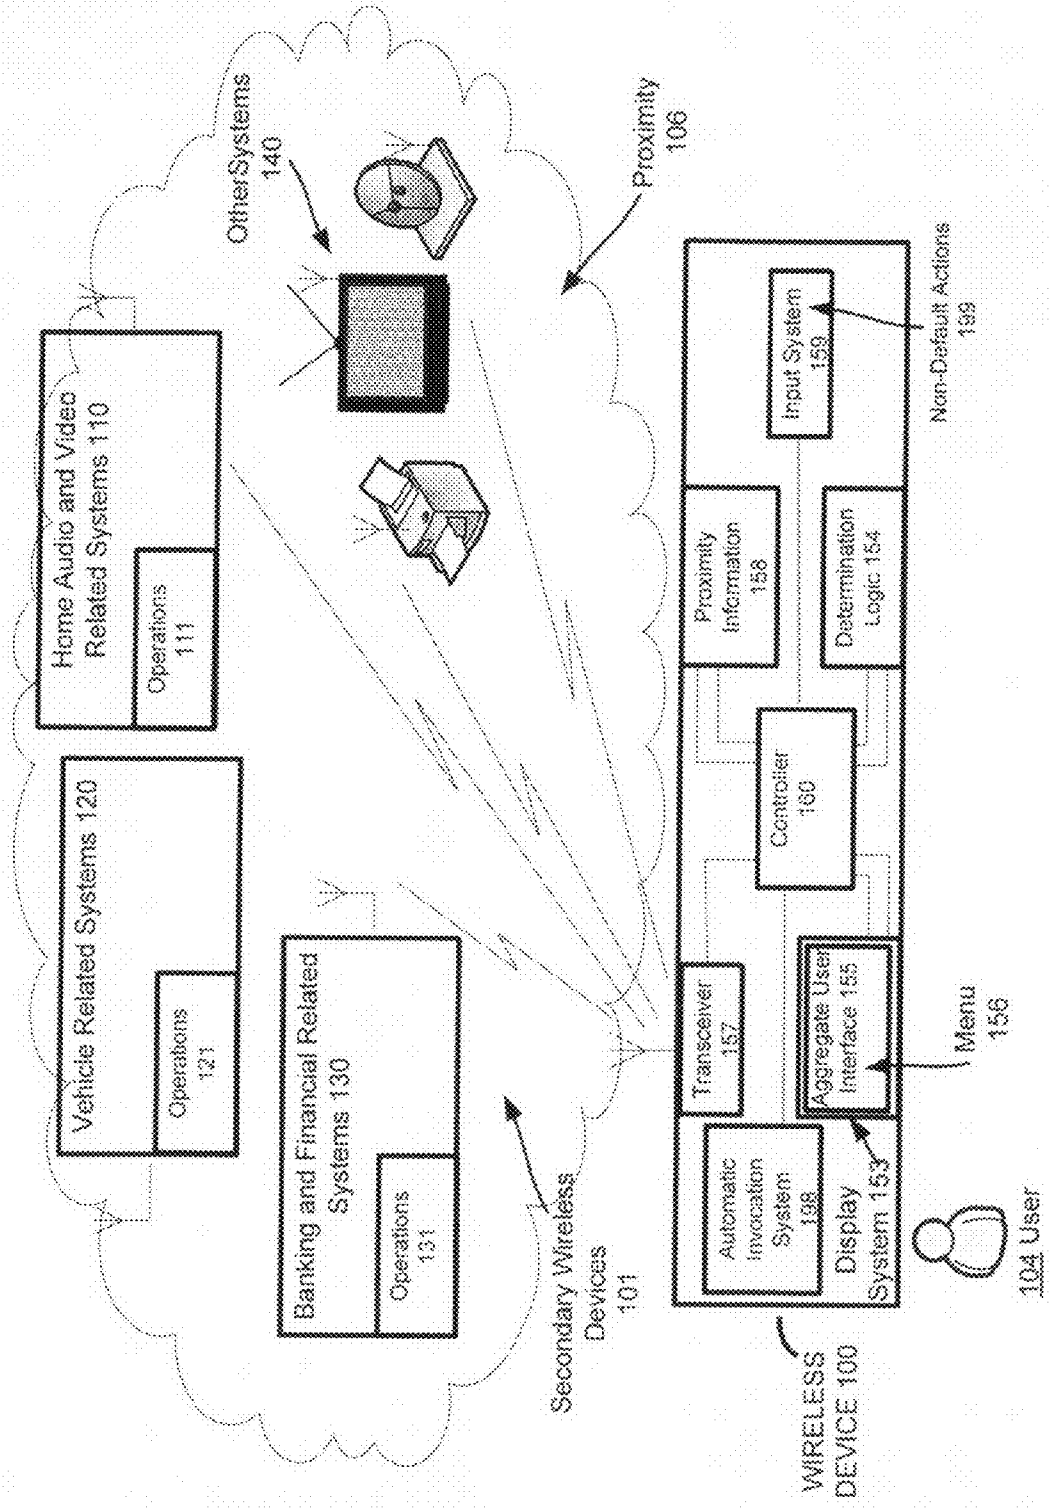 Home Audio and Video
Related Systems 110
Operations
111
Vehicle Related Systems 120
Operations
121
Banking and Financial Related
Systems 130
Operations
131
OtherSystems
140
Proximity
106
Secondary Wireless
Devices
101
WIRELESS
DEVICE 100
Automatic
Invocation
System
198
Transceiver
157
Display
System 153
Aggregate User
Interface 155
Menu
156
Controller
160
Proximity
Information
158
Determination
Logic 154
Input System
159
Non-Default Actions
199
104 User